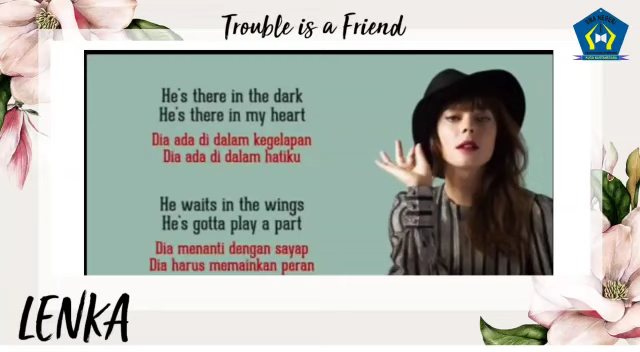 Trouble is a Friend
He's there in the dark
He's there in my heart
Dia ada di dalam kegelapan
Dia ada di dalam hatiku
He waits in the wings
He's gotta play a part
Dia menanti dengan sayap
Dia harus memainkan peran
LENKA